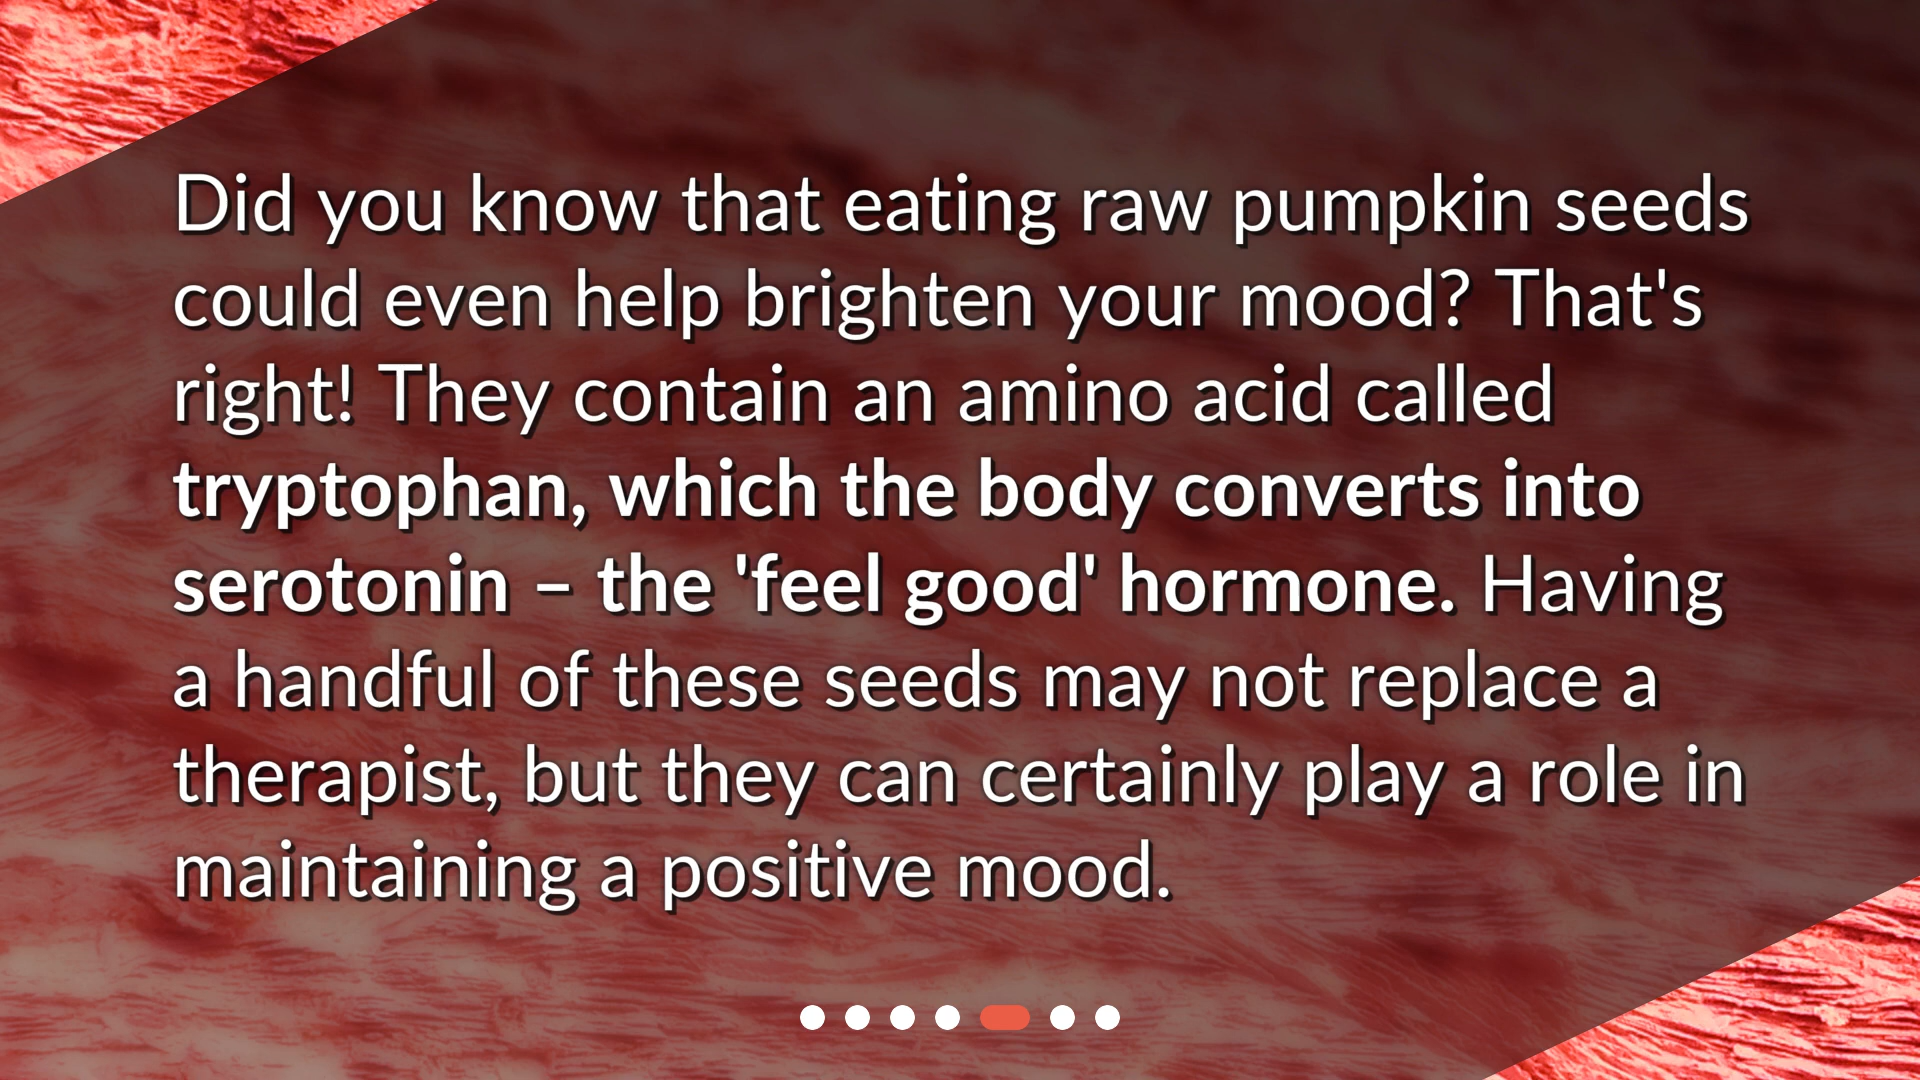 Did you know that eating raw pumpkin seeds
could even help brighten your mood? That's
right! They contain an amino acid called
tryptophan, which the body converts into
serotonin – the 'feel good' hormone. Having
a handful of these seeds may not replace a
therapist, but they can certainly play a role in
maintaining a positive mood.